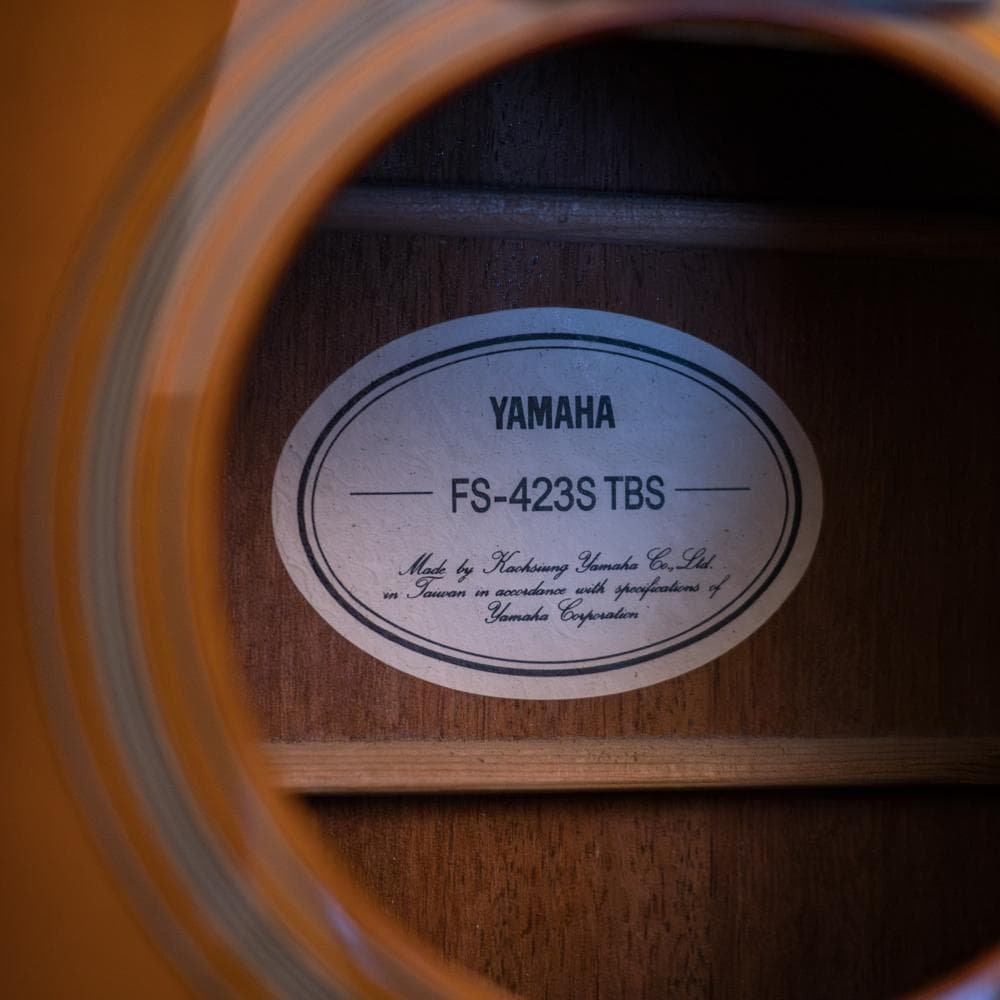 YAMAHA
FS-423S TBS
Made by Kaohsiung Yamaha Co., Ltd.
in Taiwan in accordance with specifications of
Yamaha Corporation